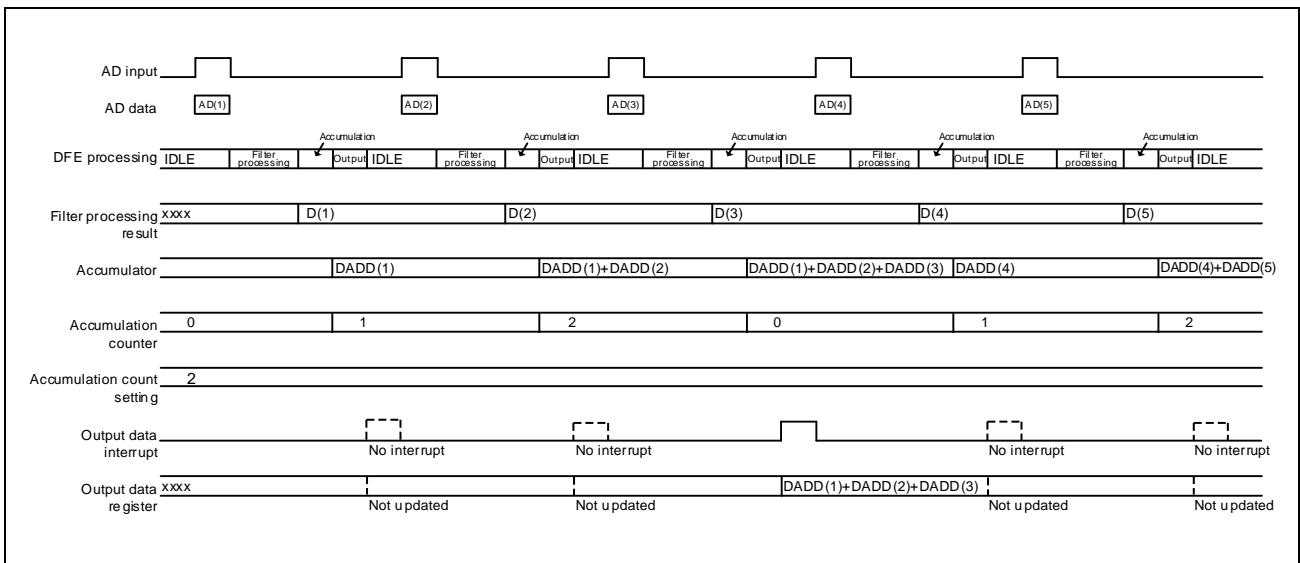 AD input
AD data
AD(1) AD(2) AD(3) AD(4) AD(5)
Accumulation Accumulation Accumulation Accumulation Accumulation
DFE processing IDLE Filter processing Output IDLE Filter processing Output IDLE Filter processing Output IDLE Filter processing Output IDLE Filter processing Output IDLE
Filter processing result xxxx D(1) D(2) D(3) D(4) D(5)
Accumulator DADD(1) DADD(1)+DADD(2) DADD(1)+DADD(2)+DADD(3) DADD(4) DADD(4)+DADD(5)
Accumulation counter 0 1 2 0 1 2
Accumulation count setting 2
Output data interrupt
No interrupt No interrupt No interrupt No interrupt
Output data register xxxx DADD(1)+DADD(2)+DADD(3)
Not updated Not updated Not updated Not updated